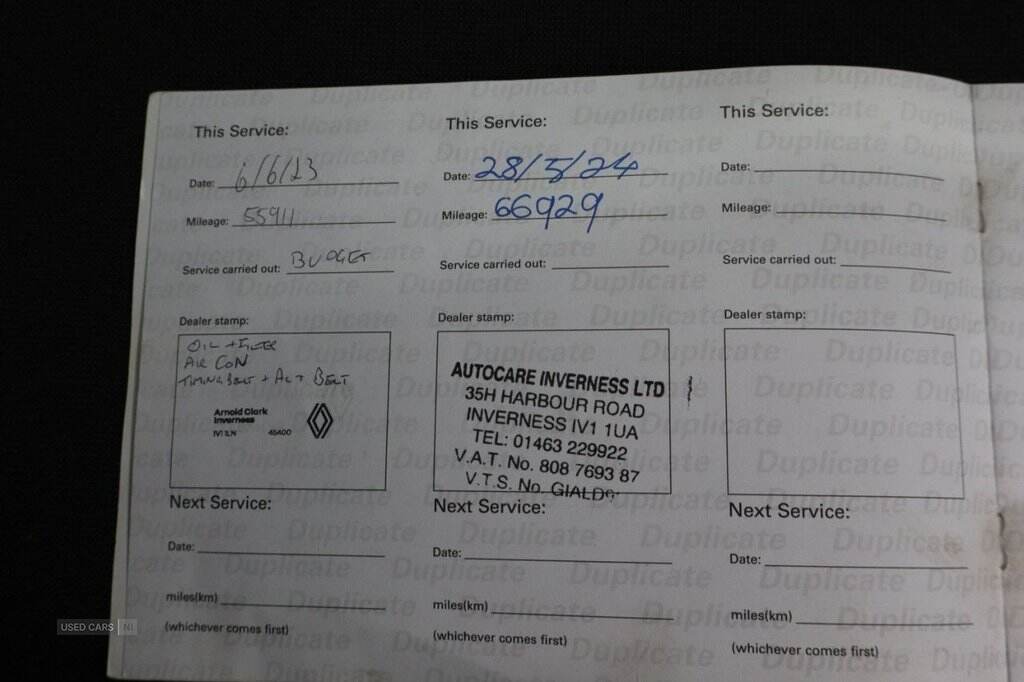 This Service:
Date: 6/6/23
Mileage: 55911
Service carried out: BUDGET
Dealer stamp:
OIL + FILTER
AIR CON
TIMING BELT + ALT BELT
Arnold Clark
Inverness
45400
Next Service:
Date:
miles(km)
(whichever comes first)
This Service:
Date: 28/5/24
Mileage: 66929
Service carried out:
Dealer stamp:
AUTOCARE INVERNESS LTD
35H HARBOUR ROAD
INVERNESS IV1 1UA
TEL: 01463 229922
V.A.T. No. 808 7693 87
V.T.S. No.
Next Service:
Date:
miles(km)
(whichever comes first)
This Service:
Date:
Mileage:
Service carried out:
Dealer stamp:
Next Service:
Date:
miles(km)
(whichever comes first)
Duplicate
USED CARS NI